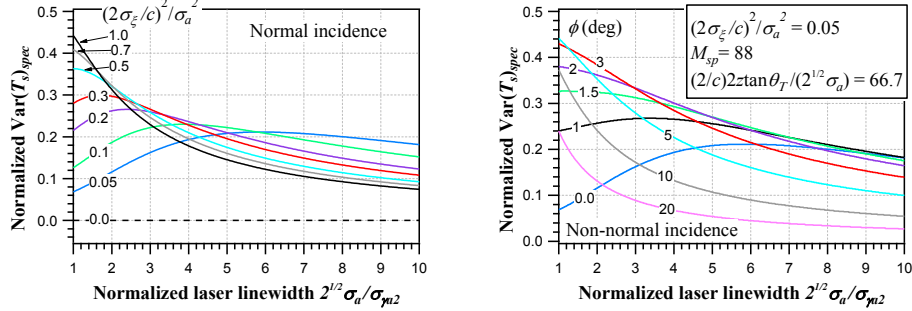 (2σξ/c)²/σa²
Normal incidence
1.0
0.7
0.5
0.3
0.2
0.1
0.05
0.0
0.5
0.4
0.3
0.2
0.1
0.0
1 2 3 4 5 6 7 8 9 10
Normalized Var(Ts)spec
Normalized laser linewidth 2^1/2σa/σγa2
ϕ (deg)
(2σξ/c)²/σa² = 0.05
Msp = 88
(2/c)2ztanθT/(2^1/2σa) = 66.7
3
2
1.5
1
5
0.0
10
20
Non-normal incidence
0.5
0.4
0.3
0.2
0.1
0.0
1 2 3 4 5 6 7 8 9 10
Normalized Var(Ts)spec
Normalized laser linewidth 2^1/2σa/σγa2